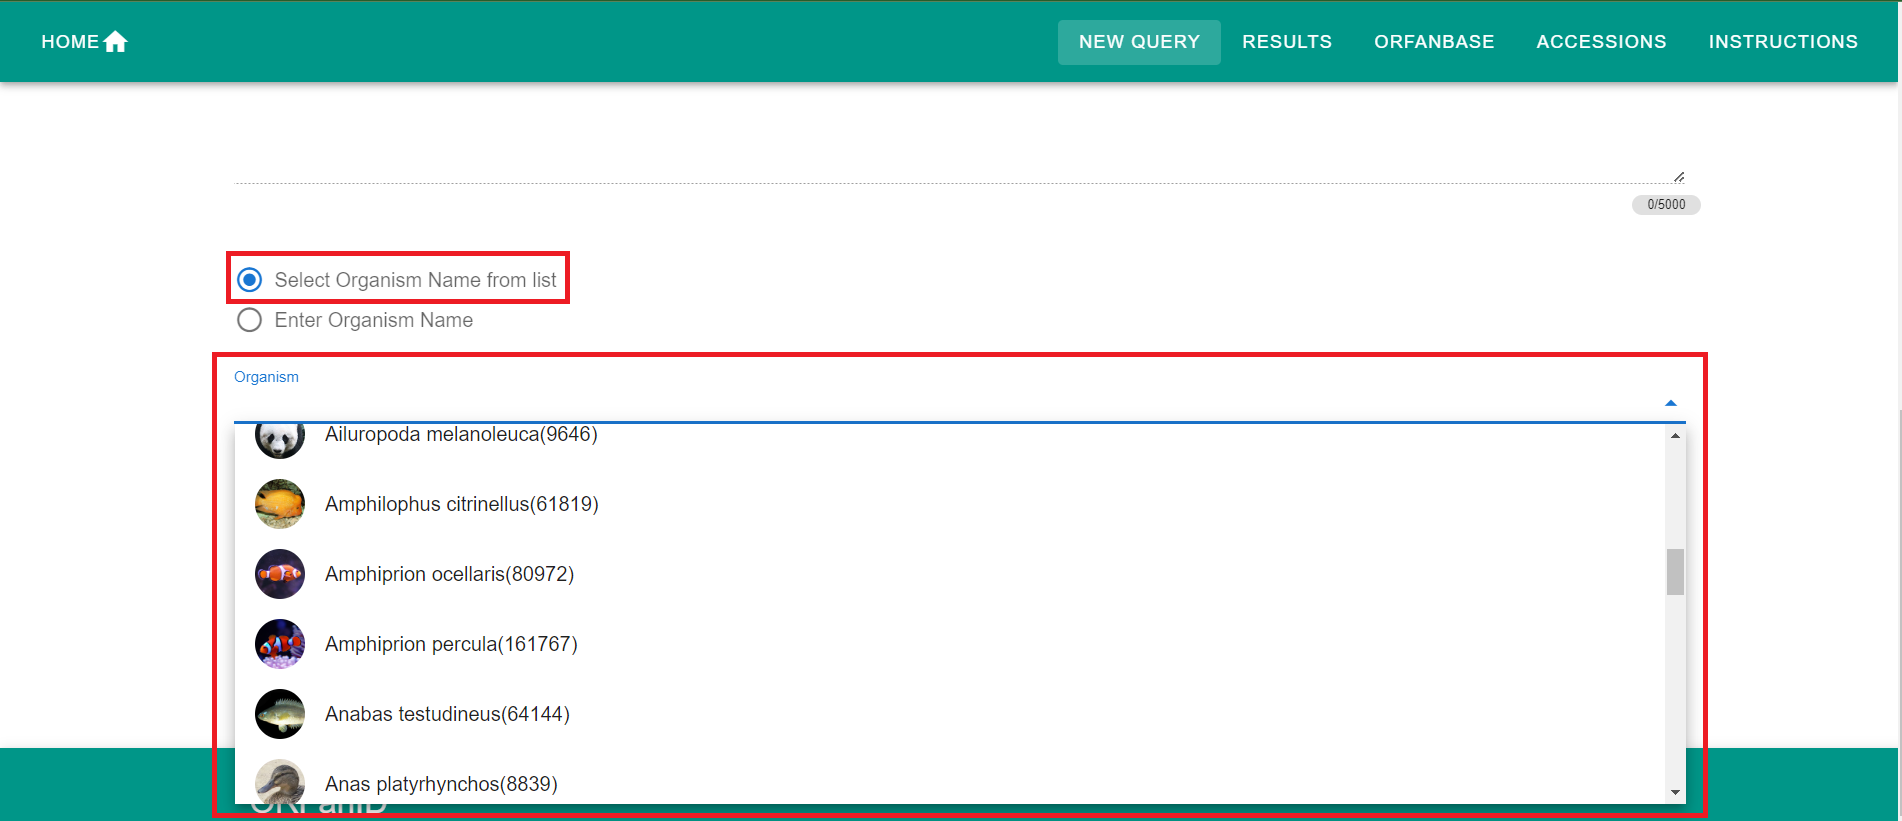 HOME
NEW QUERY
RESULTS
ORFANBASE
ACCESSIONS
INSTRUCTIONS
0/5000
Select Organism Name from list
Enter Organism Name
Organism
Ailuropoda melanoleuca(9646)
Amphilophus citrinellus(61819)
Amphiprion ocellaris(80972)
Amphiprion percula(161767)
Anabas testudineus(64144)
Anas platyrhynchos(8839)
ORFanID